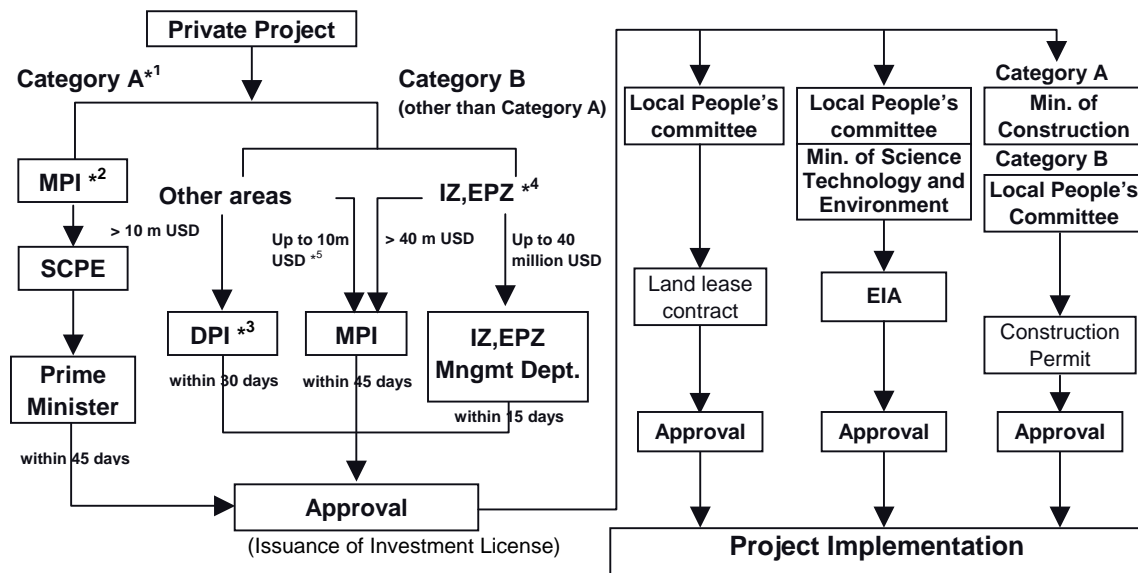 Private Project
Category A*1
Category B
(other than Category A)
MPI *2
Other areas
IZ,EPZ *4
> 10 m USD
Up to 10m
USD *5
> 40 m USD
Up to 40
million USD
SCPE
DPI *3
MPI
IZ,EPZ
Mngmt Dept.
Prime
Minister
within 30 days
within 45 days
within 15 days
within 45 days
Approval
(Issuance of Investment License)
Local People's
committee
Land lease
contract
Approval
Local People's
committee
Min. of Science
Technology and
Environment
EIA
Approval
Category A
Min. of
Construction
Category B
Local People's
Committee
Construction
Permit
Approval
Project Implementation